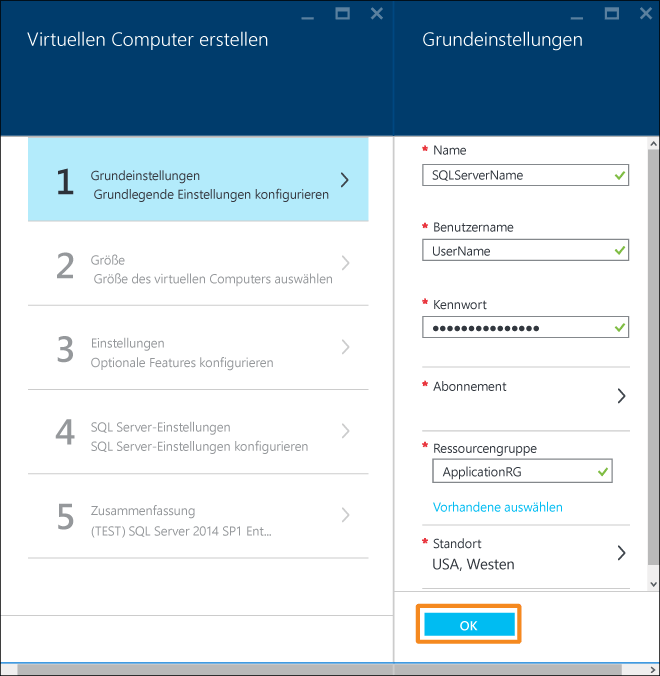 Virtuellen Computer erstellen
1
Grundeinstellungen
Grundlegende Einstellungen konfigurieren
2
Größe
Größe des virtuellen Computers auswählen
3
Einstellungen
Optionale Features konfigurieren
4
SQL Server-Einstellungen
SQL Server-Einstellungen konfigurieren
5
Zusammenfassung
(TEST) SQL Server 2014 SP1 Ent...
Grundeinstellungen
* Name
SQLServerName
* Benutzername
UserName
* Kennwort
•••••••••••••••
* Abonnement
* Ressourcengruppe
ApplicationRG
Vorhandene auswählen
* Standort
USA, Westen
OK